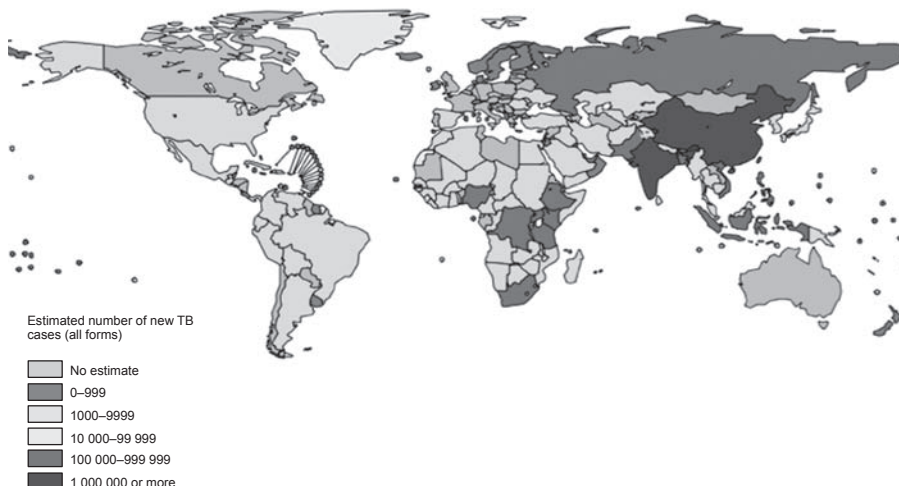 Estimated number of new TB
cases (all forms)
No estimate
0–999
1000–9999
10 000–99 999
100 000–999 999
1 000 000 or more